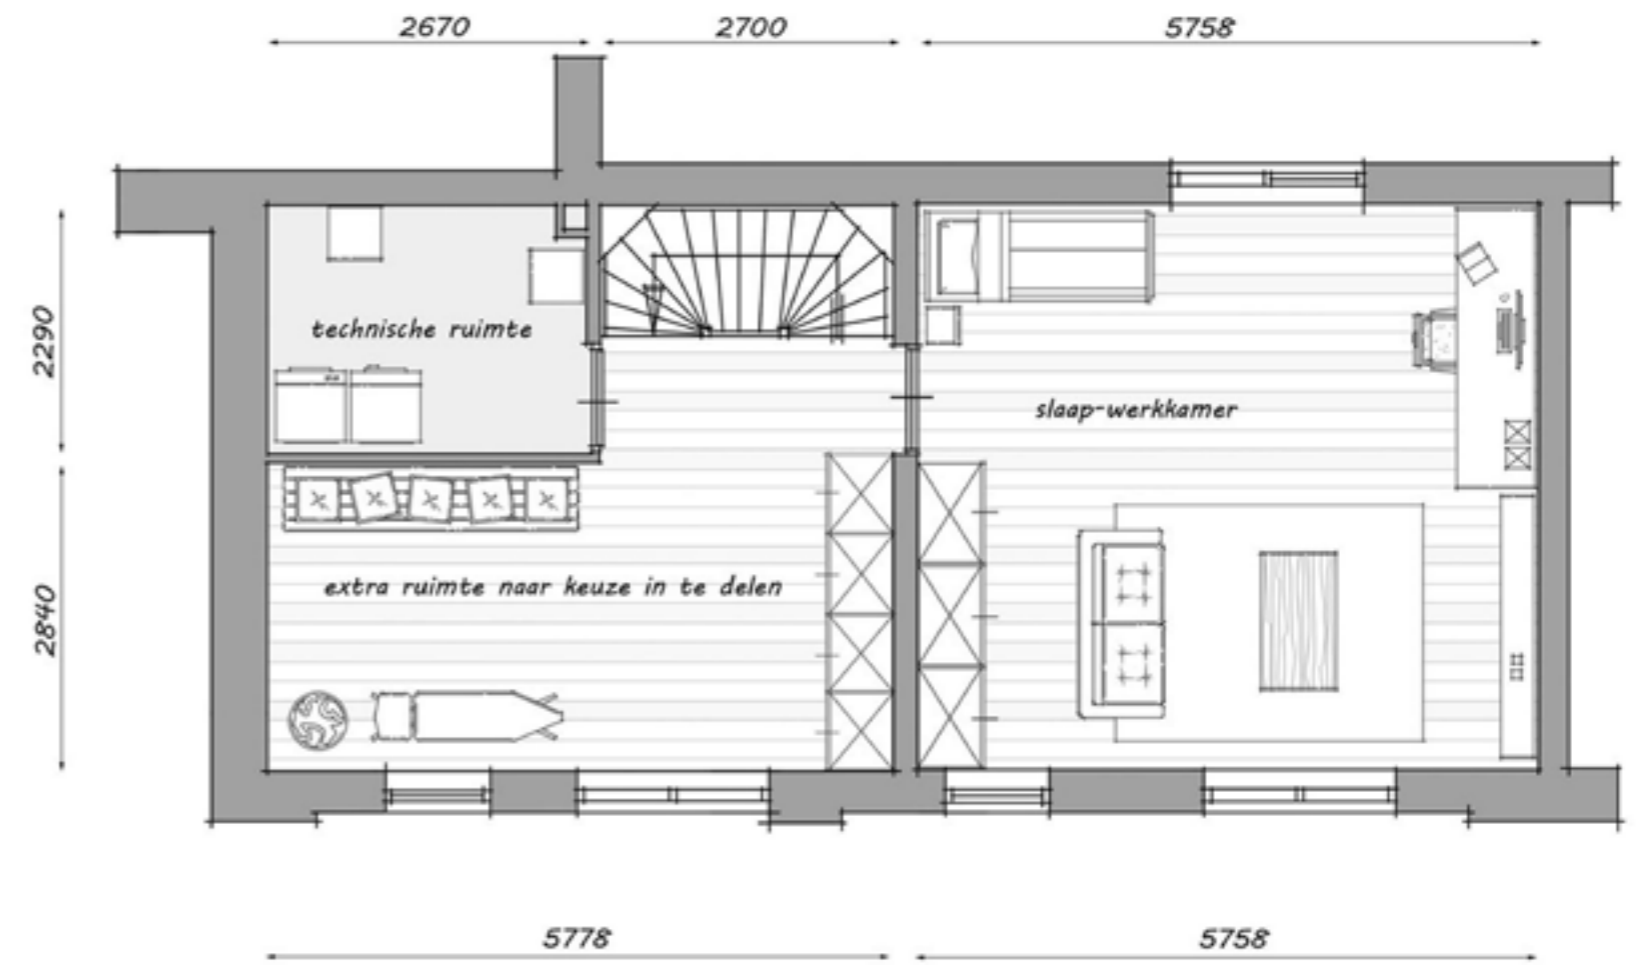 2670 2700 5758
2290
technische ruimte
slaap-werkkamer
2840
extra ruimte naar keuze in te delen
5778 5758